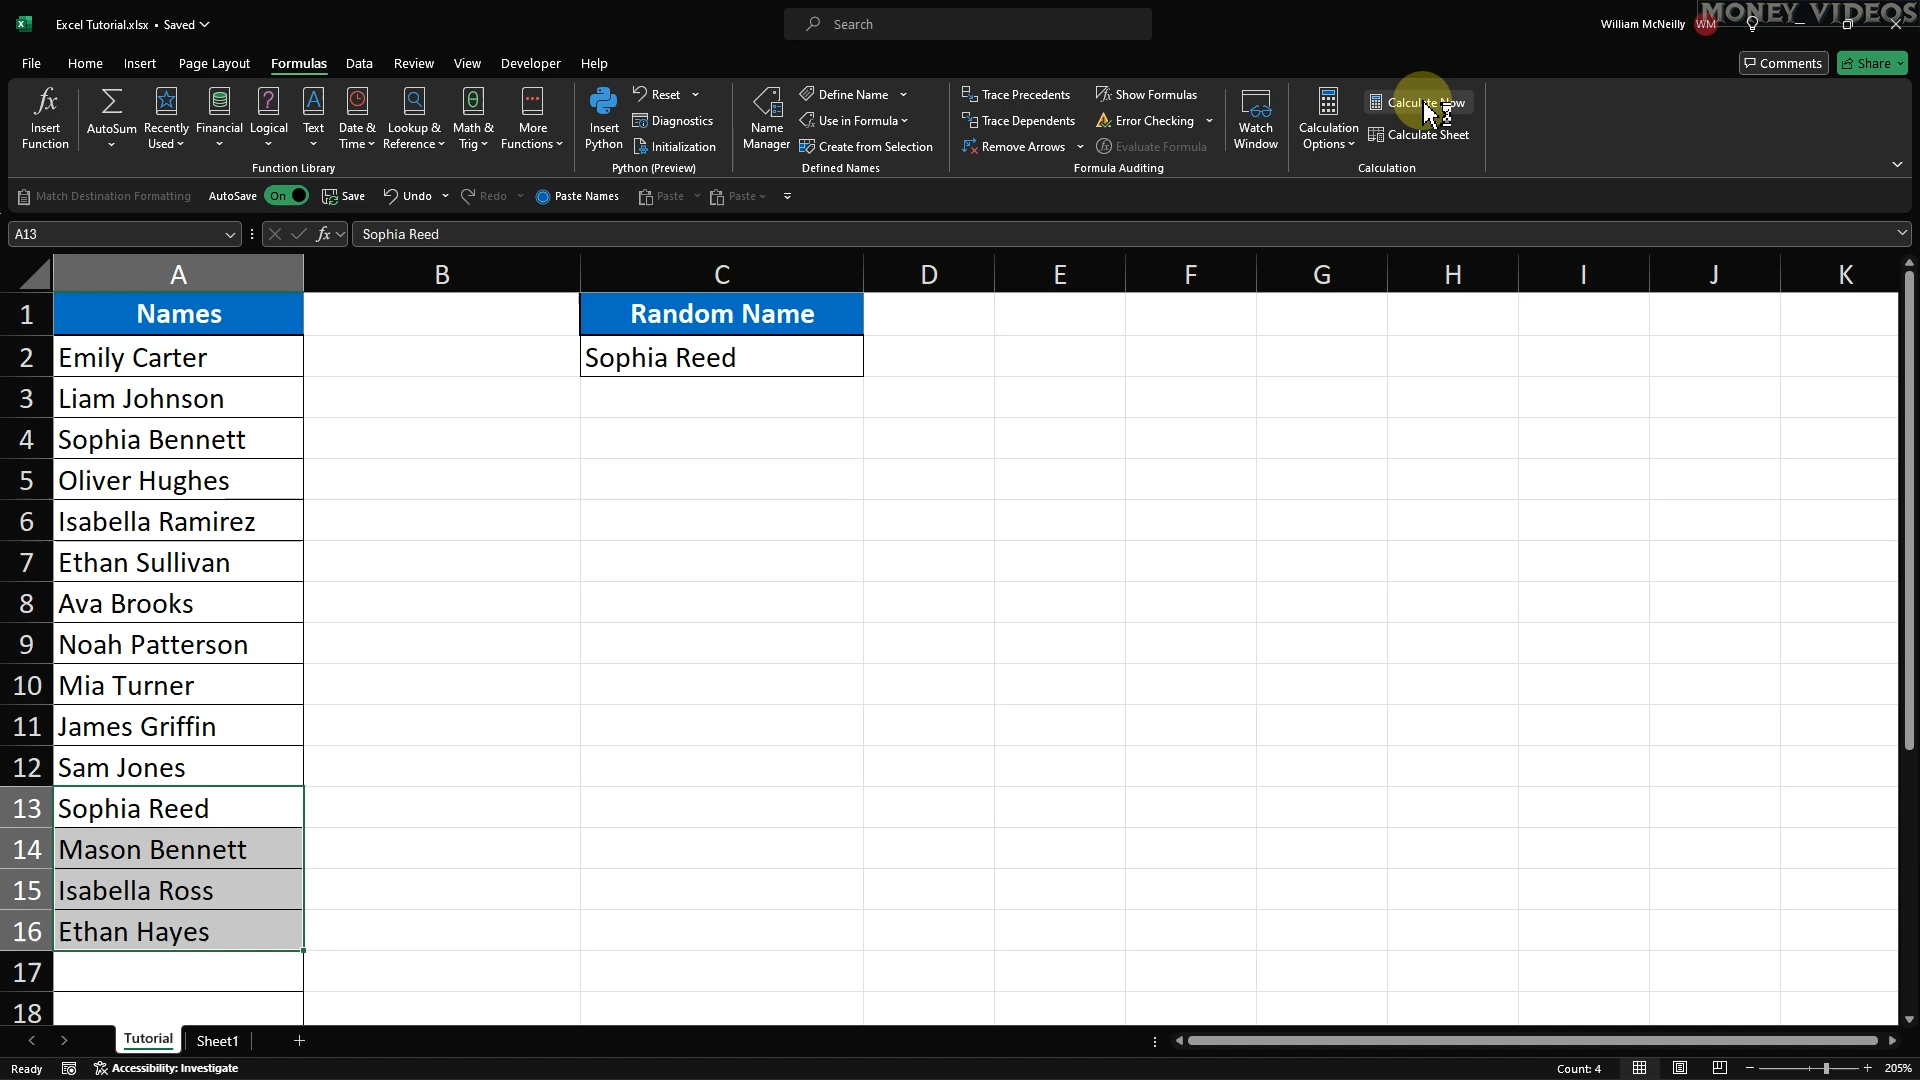 MONEY VIDEOS
Excel Tutorial.xlsx • Saved
Search
William McNeilly WM
File Home Insert Page Layout Formulas Data Review View Developer Help
Comments Share
Insert Function
AutoSum
Recently Used
Financial
Logical
Text
Date & Time
Lookup & Reference
Math & Trig
More Functions
Function Library
Insert Python
Reset
Diagnostics
Initialization
Python (Preview)
Name Manager
Define Name
Use in Formula
Create from Selection
Defined Names
Trace Precedents
Trace Dependents
Remove Arrows
Show Formulas
Error Checking
Evaluate Formula
Formula Auditing
Watch Window
Calculation Options
Calculate Now
Calculate Sheet
Calculation
Match Destination Formatting AutoSave On Save Undo Redo Paste Names Paste Paste
A13 fx Sophia Reed
A B C D E F G H I J K
1 Names Random Name
2 Emily Carter Sophia Reed
3 Liam Johnson
4 Sophia Bennett
5 Oliver Hughes
6 Isabella Ramirez
7 Ethan Sullivan
8 Ava Brooks
9 Noah Patterson
10 Mia Turner
11 James Griffin
12 Sam Jones
13 Sophia Reed
14 Mason Bennett
15 Isabella Ross
16 Ethan Hayes
17
18
Tutorial Sheet1
Ready Accessibility: Investigate Count: 4 205%